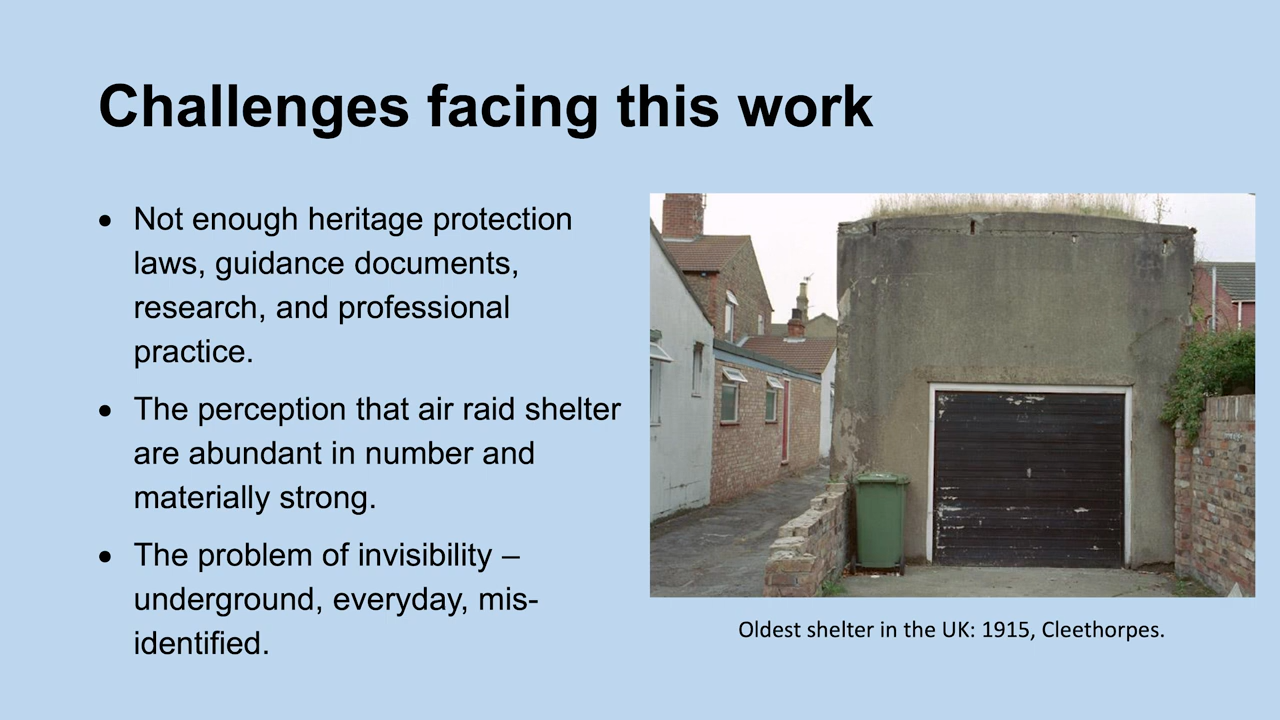 Challenges facing this work
• Not enough heritage protection
laws, guidance documents,
research, and professional
practice.
• The perception that air raid shelter
are abundant in number and
materially strong.
• The problem of invisibility –
underground, everyday, mis-
identified.
Oldest shelter in the UK: 1915, Cleethorpes.